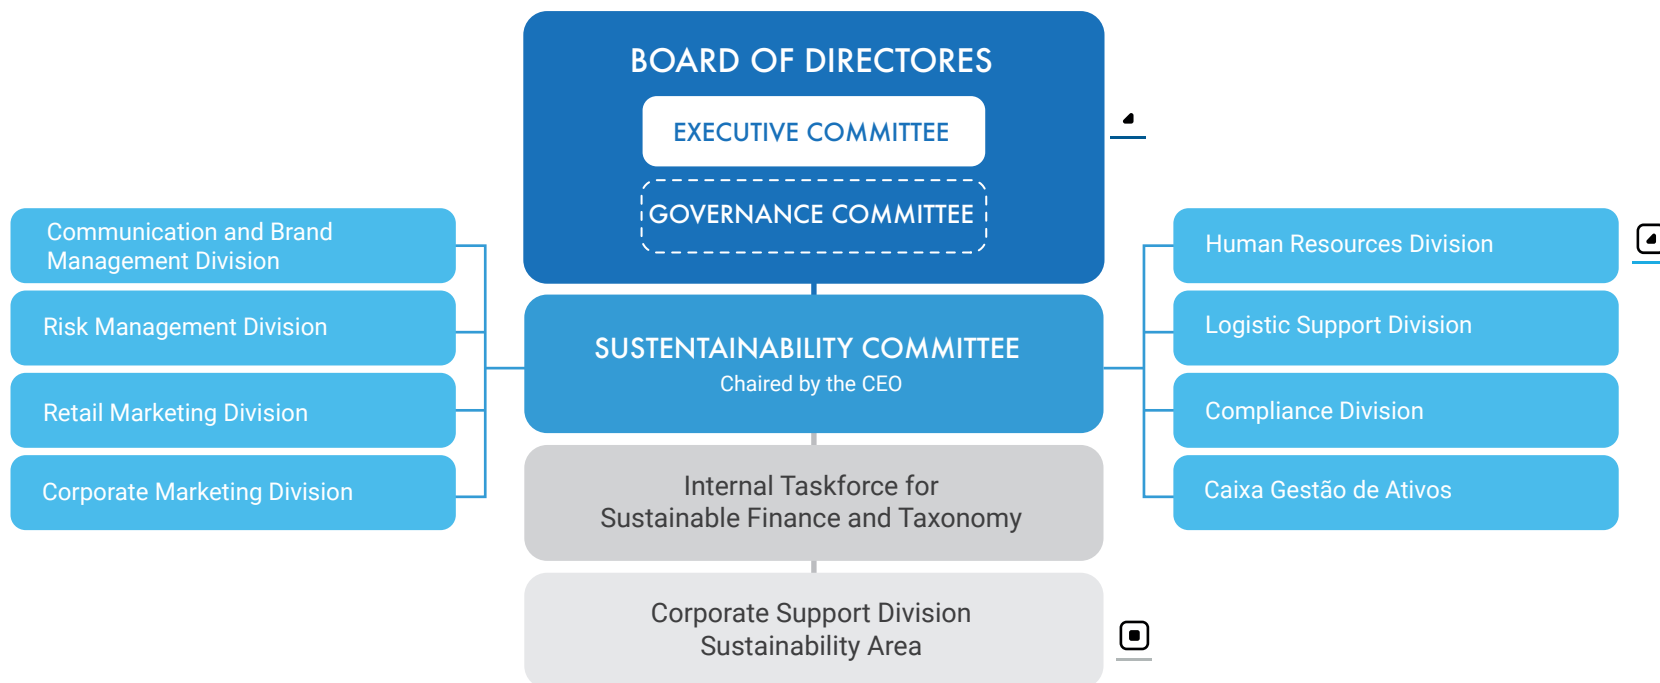 BOARD OF DIRECTORES
EXECUTIVE COMMITTEE
GOVERNANCE COMMITTEE
Communication and Brand
Management Division
Risk Management Division
Retail Marketing Division
Corporate Marketing Division
SUSTENTAINABILITY COMMITTEE
Chaired by the CEO
Human Resources Division
Logistic Support Division
Compliance Division
Caixa Gestão de Ativos
Internal Taskforce for
Sustainable Finance and Taxonomy
Corporate Support Division
Sustainability Area